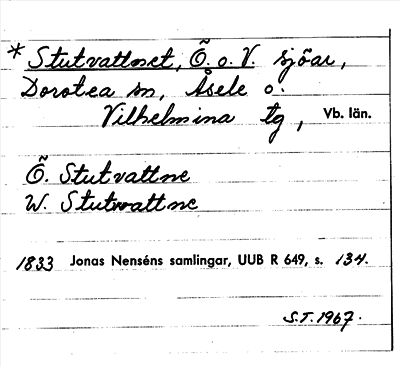 * Stutvattnet, Ö. o. V. sjöar,
Dorotea sn, Åsele o.
Vilhelmina tg, Vb. län.
Ö. Stutvattne
W. Stutwattne
1833 Jonas Nenséns samlingar, UUB R 649, s. 134.
S.T. 1967.